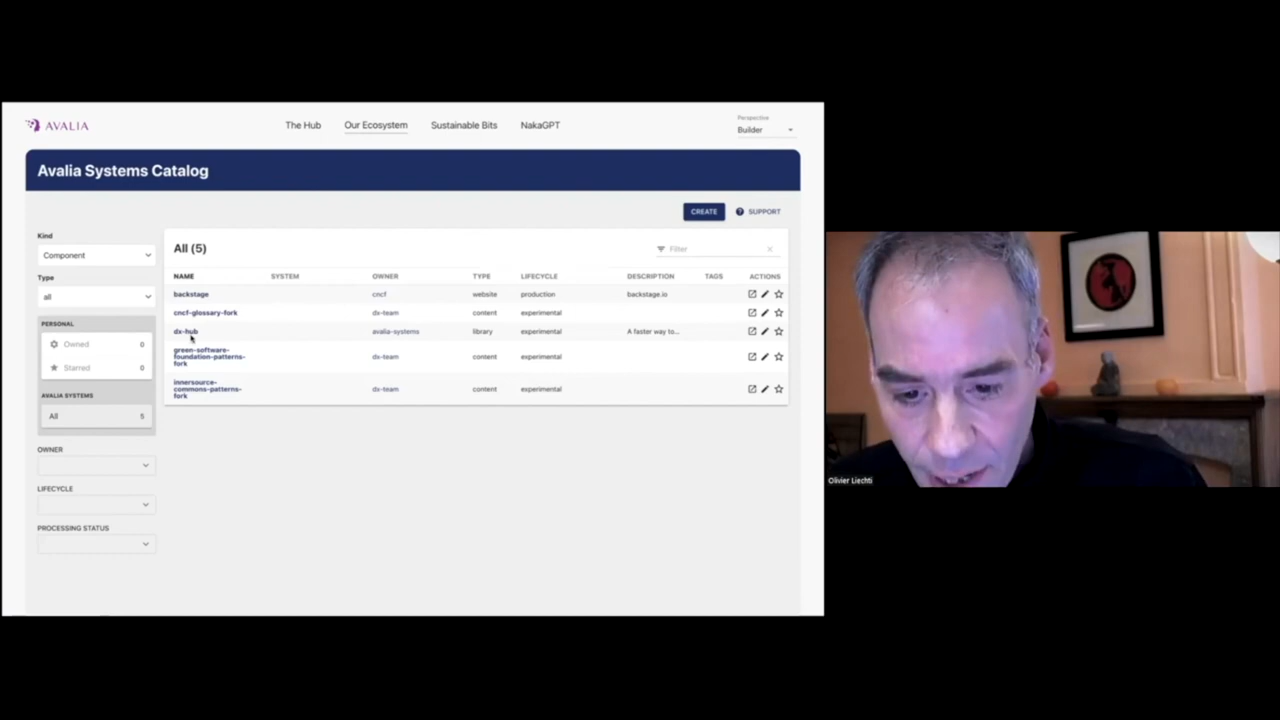 AVALIA
The Hub
Our Ecosystem
Sustainable Bits
NakaGPT
Perspective
Builder
Avalia Systems Catalog
CREATE
SUPPORT
Kind
Component
Type
all
PERSONAL
Owned 0
Starred 0
AVALIA SYSTEMS
All 5
OWNER
LIFECYCLE
PROCESSING STATUS
All (5)
Filter
NAME SYSTEM OWNER TYPE LIFECYCLE DESCRIPTION TAGS ACTIONS
backstage cncf website production backstage.io
cncf-glossary-fork dx-team content experimental
dx-hub avalia-systems library experimental A faster way to...
green-software-
foundation-patterns-
fork
dx-team content experimental
innersource-
commons-patterns-
fork
dx-team content experimental
Olivier Liechti